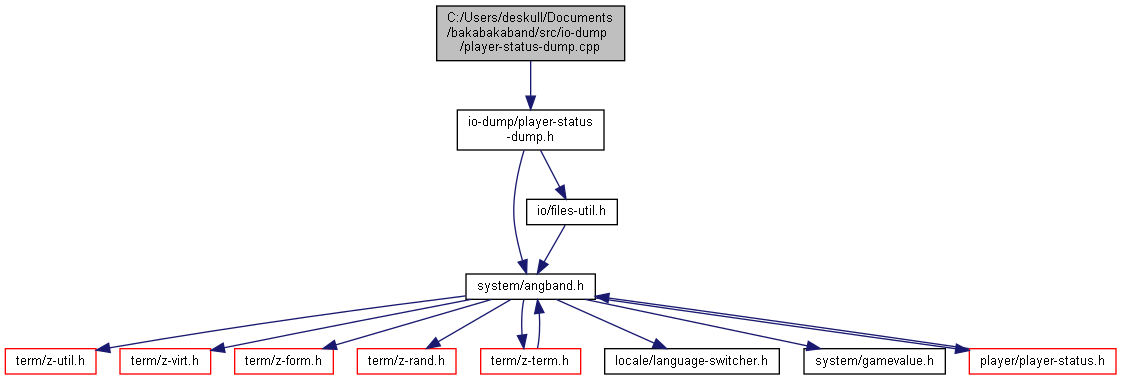 C:/Users/deskull/Documents
/bakabakaband/src/io-dump
/player-status-dump.cpp
io-dump/player-status
-dump.h
io/files-util.h
system/angband.h
term/z-util.h
term/z-virt.h
term/z-form.h
term/z-rand.h
term/z-term.h
locale/language-switcher.h
system/gamevalue.h
player/player-status.h